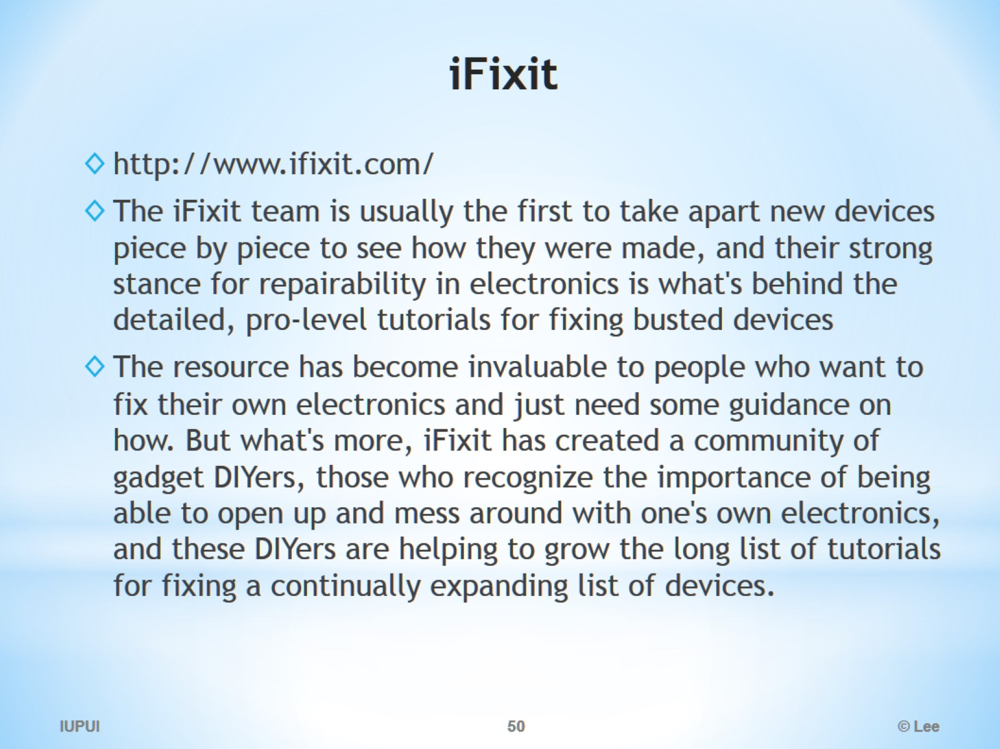 iFixit
◇ http://www.ifixit.com/
◇ The iFixit team is usually the first to take apart new devices
piece by piece to see how they were made, and their strong
stance for repairability in electronics is what's behind the
detailed, pro-level tutorials for fixing busted devices
◇ The resource has become invaluable to people who want to
fix their own electronics and just need some guidance on
how. But what's more, iFixit has created a community of
gadget DIYers, those who recognize the importance of being
able to open up and mess around with one's own electronics,
and these DIYers are helping to grow the long list of tutorials
for fixing a continually expanding list of devices.
IUPUI 50 © Lee